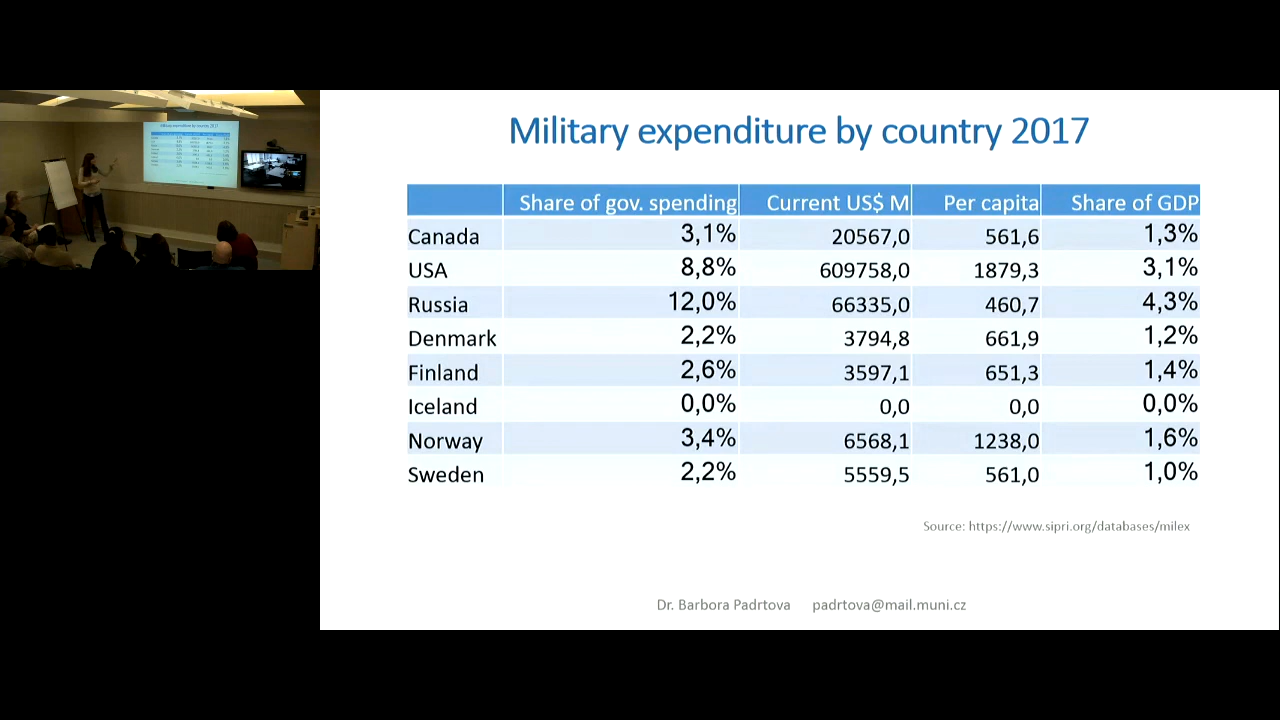 Military expenditure by country 2017
Share of gov. spending Current US$ M Per capita Share of GDP
Canada 3,1% 20567,0 561,6 1,3%
USA 8,8% 609758,0 1879,3 3,1%
Russia 12,0% 66335,0 460,7 4,3%
Denmark 2,2% 3794,8 661,9 1,2%
Finland 2,6% 3597,1 651,3 1,4%
Iceland 0,0% 0,0 0,0 0,0%
Norway 3,4% 6568,1 1238,0 1,6%
Sweden 2,2% 5559,5 561,0 1,0%
Source: https://www.sipri.org/databases/milex
Dr. Barbora Padrtova padrtova@mail.muni.cz
Military expenditure by country 2017